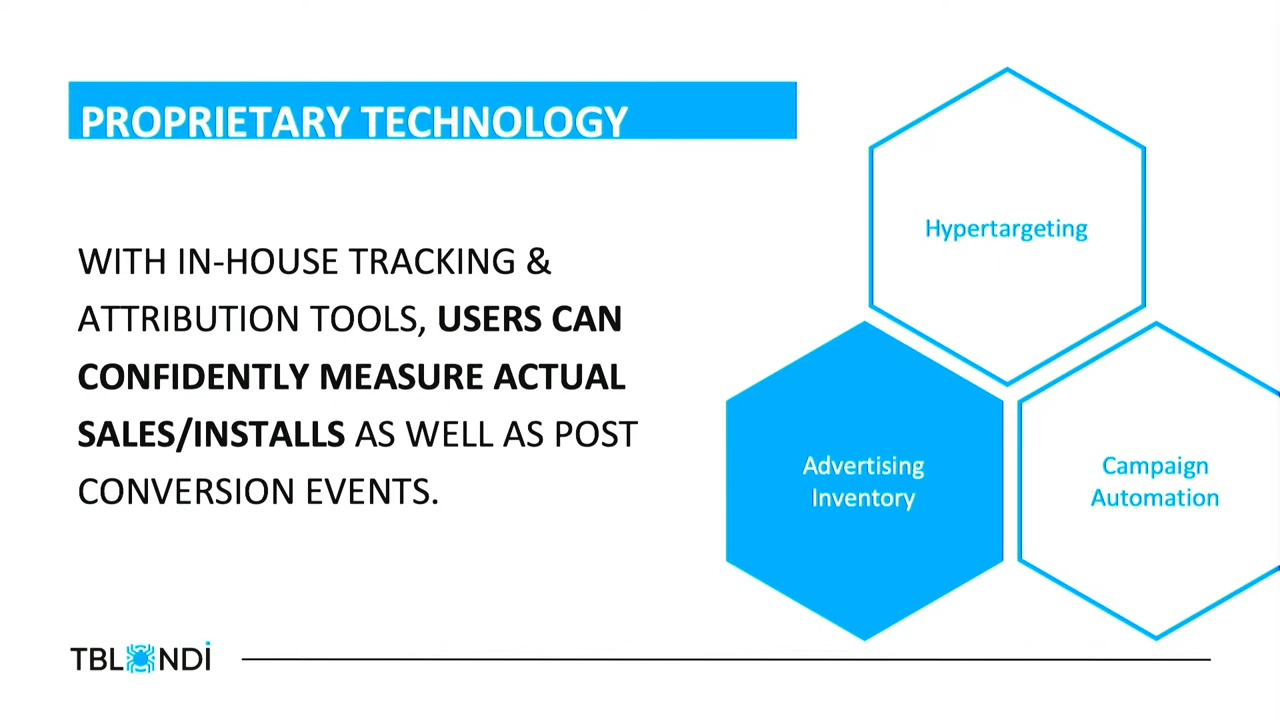 PROPRIETARY TECHNOLOGY
WITH IN-HOUSE TRACKING &
ATTRIBUTION TOOLS, USERS CAN
CONFIDENTLY MEASURE ACTUAL
SALES/INSTALLS AS WELL AS POST
CONVERSION EVENTS.
Hypertargeting
Advertising
Inventory
Campaign
Automation
TBLONDi